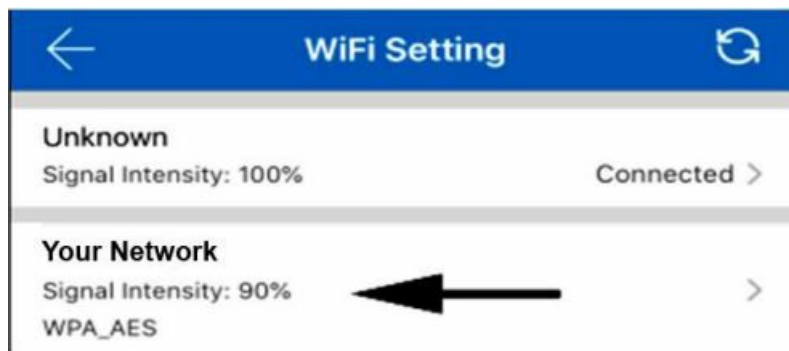 WiFi Setting
Unknown
Signal Intensity: 100%
Connected
Your Network
Signal Intensity: 90%
WPA_AES